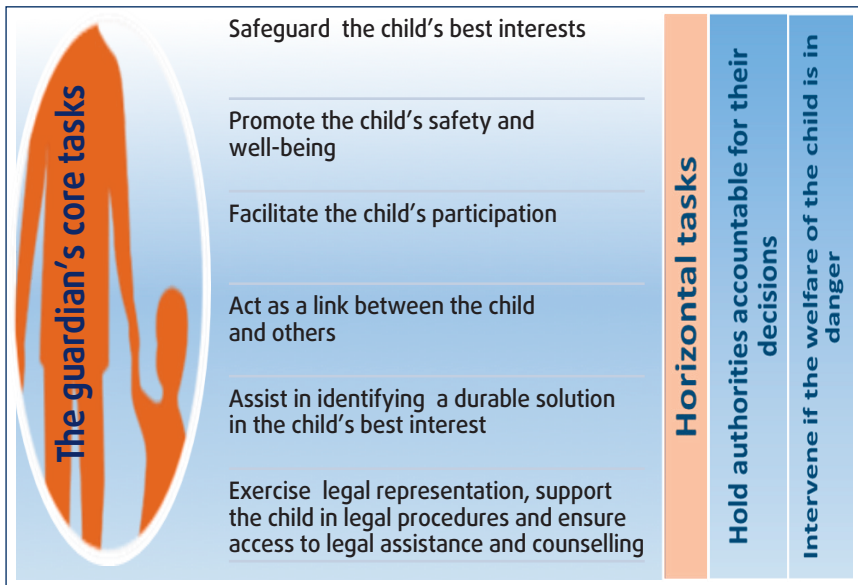 The guardian's core tasks
Safeguard the child's best interests
Promote the child's safety and
well-being
Facilitate the child's participation
Act as a link between the child
and others
Assist in identifying a durable solution
in the child's best interest
Exercise legal representation, support
the child in legal procedures and ensure
access to legal assistance and counselling
Horizontal tasks
Hold authorities accountable for their
decisions
Intervene if the welfare of the child is in
danger